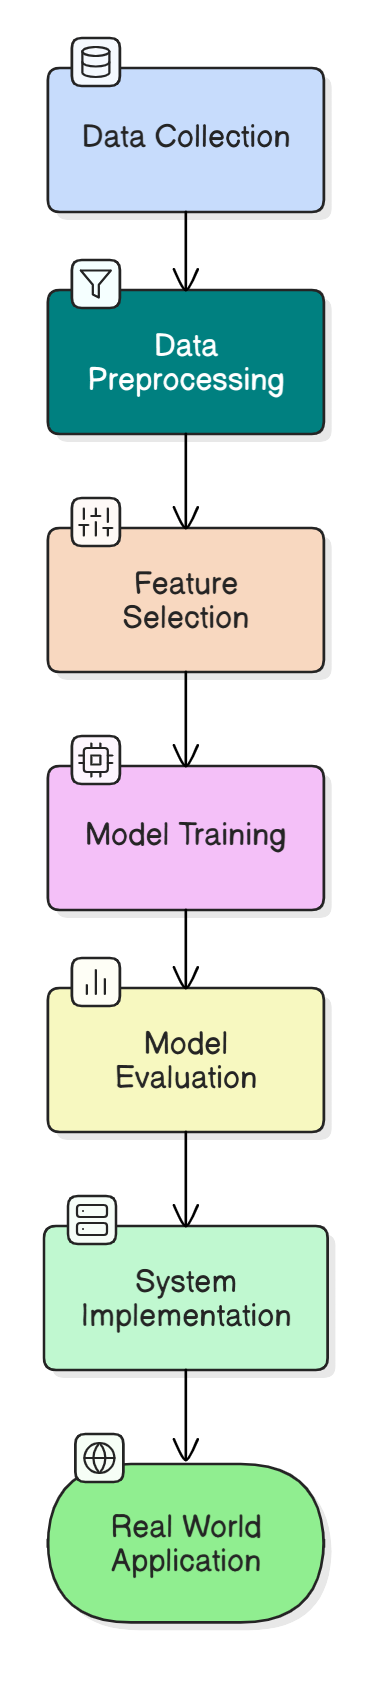 Data Collection
Data
Preprocessing
Feature
Selection
Model Training
Model
Evaluation
System
Implementation
Real World
Application